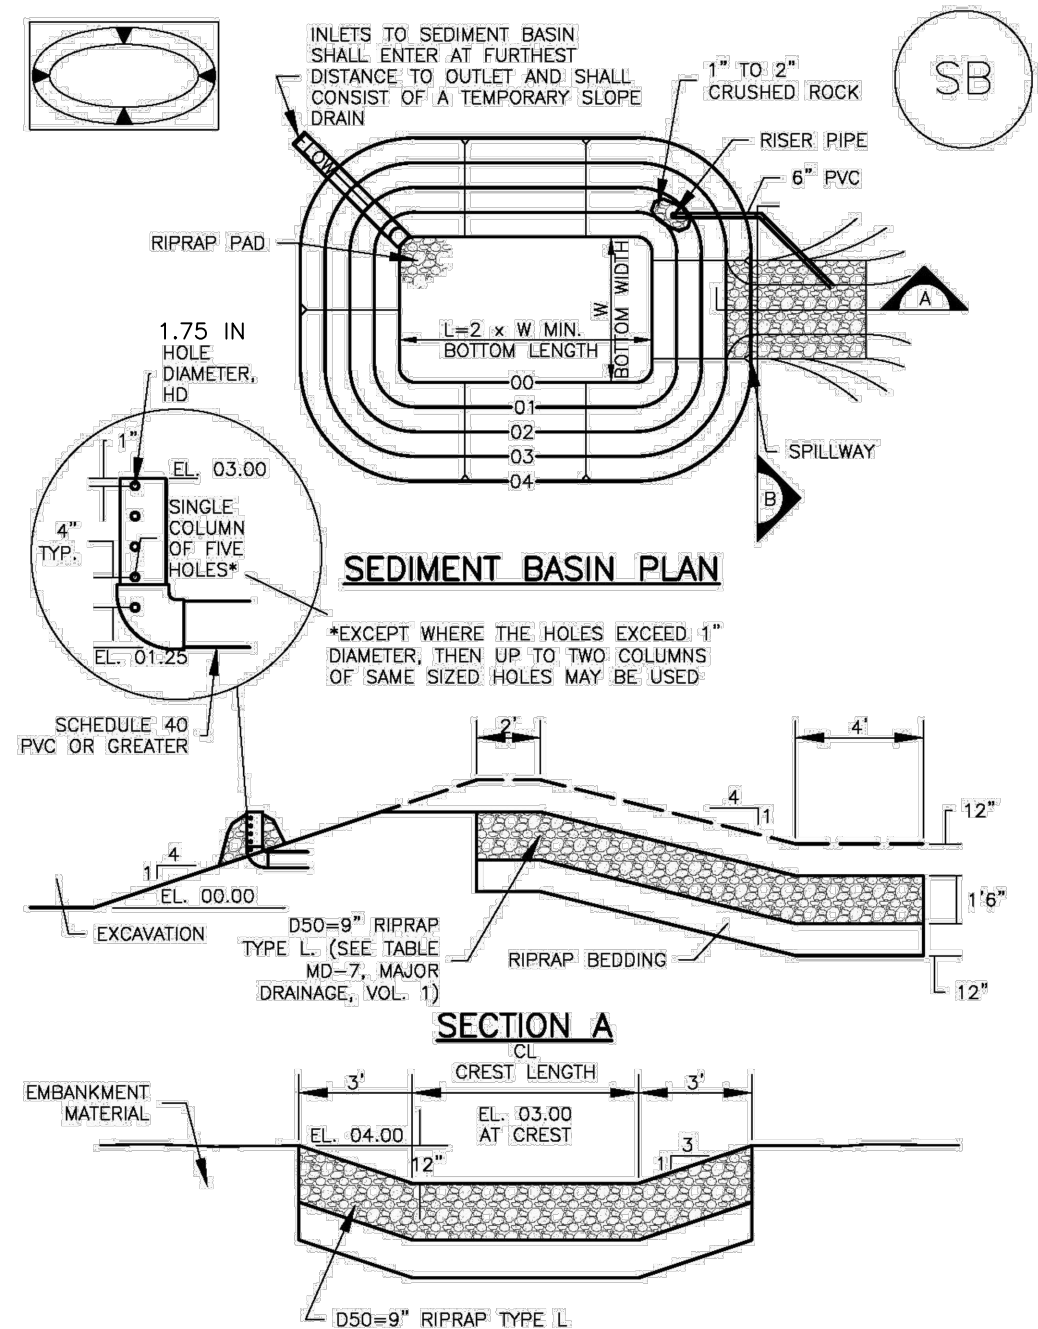 INLETS TO SEDIMENT BASIN
SHALL ENTER AT FURTHEST
DISTANCE TO OUTLET AND SHALL
CONSIST OF A TEMPORARY SLOPE
DRAIN
1" TO 2"
CRUSHED ROCK
SB
RISER PIPE
6" PVC
FLOW
RIPRAP PAD
W
BOTTOM WIDTH
L=2 x W MIN.
BOTTOM LENGTH
A
00
01
02
03
04
SPILLWAY
B
1.75 IN
HOLE
DIAMETER,
HD
1"
EL. 03.00
4"
TYP.
SINGLE
COLUMN
OF FIVE
HOLES*
EL. 01.25
SCHEDULE 40
PVC OR GREATER
SEDIMENT BASIN PLAN
*EXCEPT WHERE THE HOLES EXCEED 1"
DIAMETER, THEN UP TO TWO COLUMNS
OF SAME SIZED HOLES MAY BE USED
2'
4'
4
1
12"
4
1
EL. 00.00
EXCAVATION
1'6"
D50=9" RIPRAP
TYPE L. (SEE TABLE
MD-7, MAJOR
DRAINAGE, VOL. 1)
RIPRAP BEDDING
12"
SECTION A
CL
CREST LENGTH
3'
3'
EMBANKMENT
MATERIAL
EL. 04.00
EL. 03.00
AT CREST
12"
3
1
D50=9" RIPRAP TYPE L